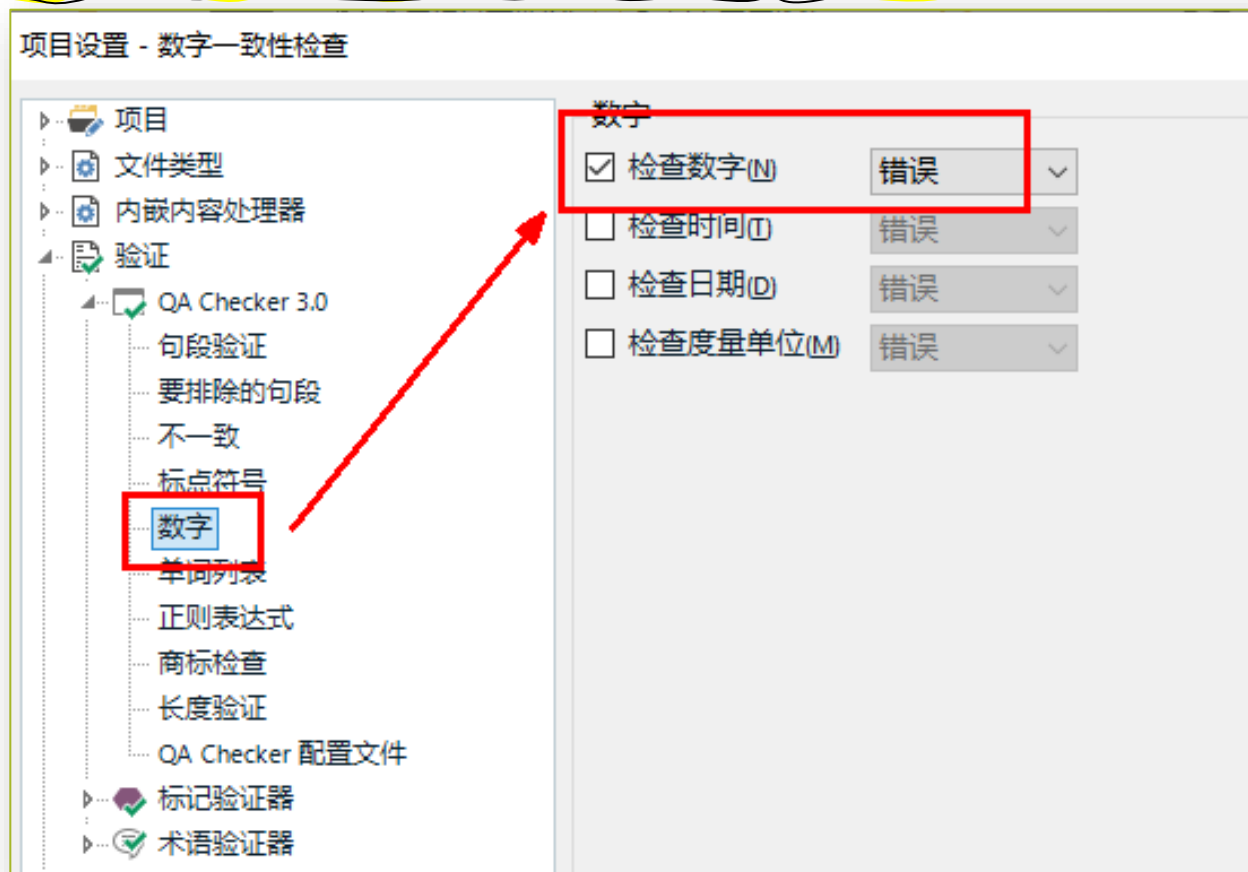 项目设置 - 数字一致性检查
项目
文件类型
内嵌内容处理器
验证
QA Checker 3.0
句段验证
要排除的句段
不一致
标点符号
数字
单词列表
正则表达式
商标检查
长度验证
QA Checker 配置文件
标记验证器
术语验证器
数字
检查数字(N) 错误
检查时间(T) 错误
检查日期(D) 错误
检查度量单位(M) 错误